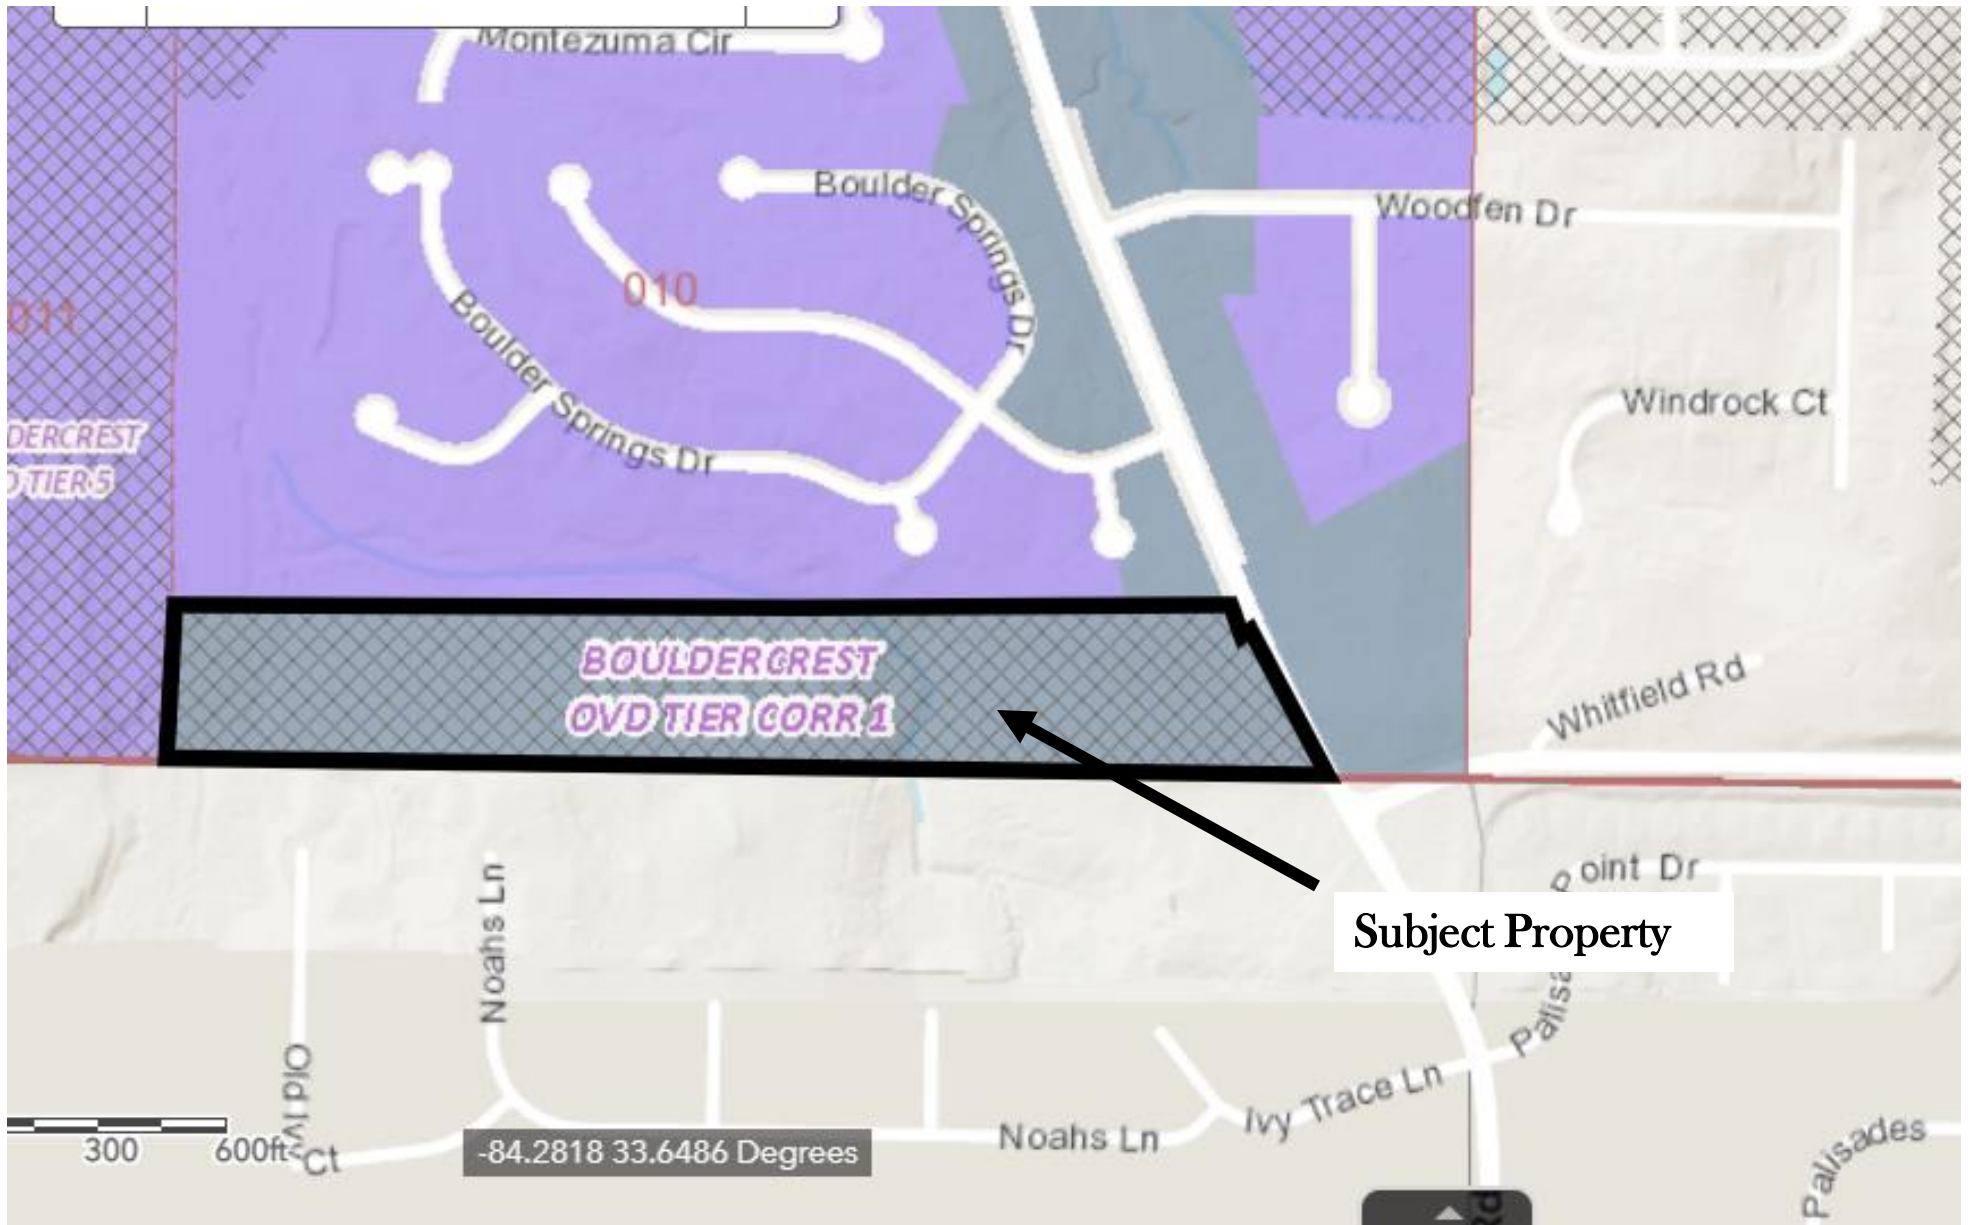 Montezuma Cir
Boulder Springs Dr
Woodfen Dr
010
011
Boulder Springs Dr
Windrock Ct
DERCREST
D TIER 5
BOULDERCREST
OVD TIER CORR 1
Whitfield Rd
oint Dr
Subject Property
Noahs Ln
Palisa
Old Ivy
Ct
Noahs Ln
Ivy Trace Ln
300
600ft
-84.2818 33.6486 Degrees
Palisades
Rd